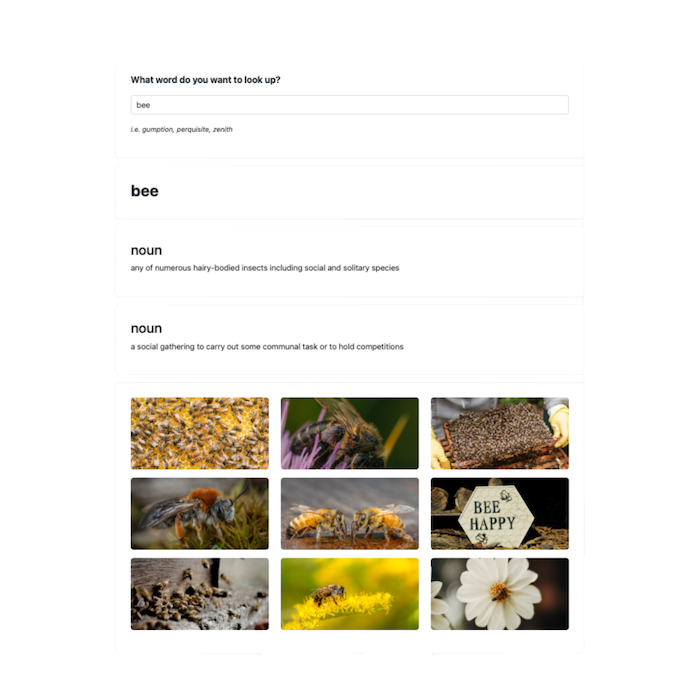 What word do you want to look up?
bee
i.e. gumption, perquisite, zenith
bee
noun
any of numerous hairy-bodied insects including social and solitary species
noun
a social gathering to carry out some communal task or to hold competitions
BEE
HAPPY